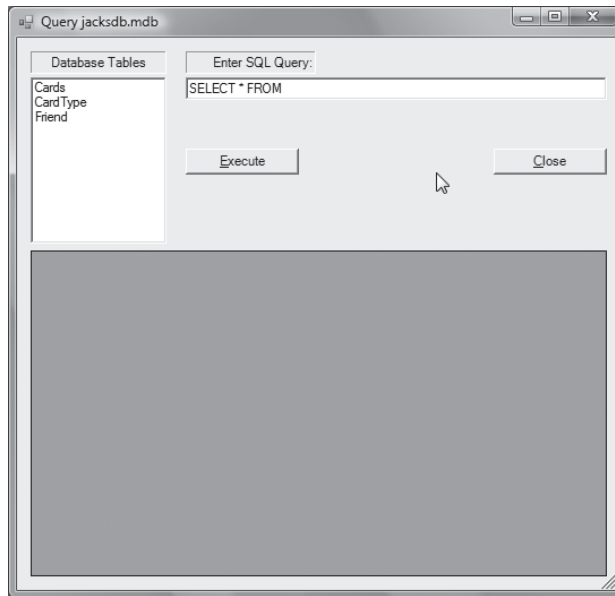 Query jacksdb.mdb
Database Tables
Enter SQL Query:
Cards
CardType
Friend
SELECT * FROM
Execute
Close